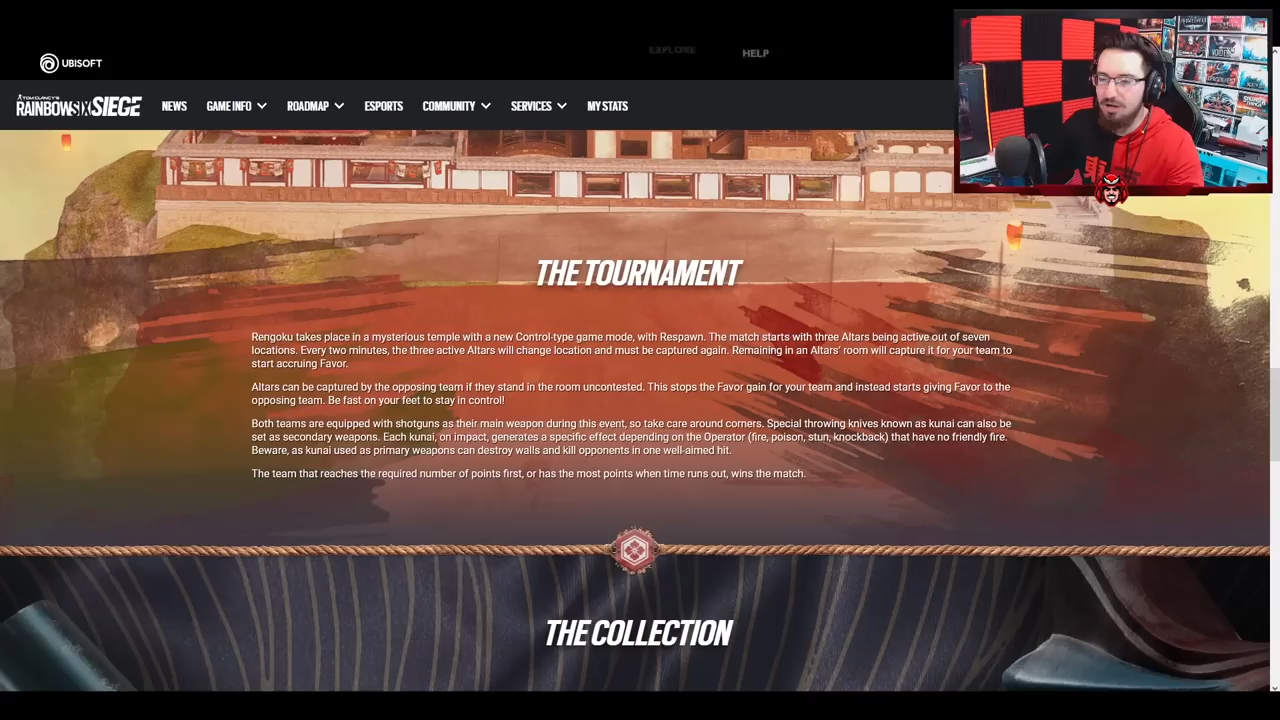 EXPLORE
HELP
UBISOFT
TOM CLANCY'S
RAINBOWSIXSIEGE
NEWS GAME INFO ROADMAP ESPORTS COMMUNITY SERVICES MY STATS
THE TOURNAMENT
Rengoku takes place in a mysterious temple with a new Control-type game mode, with Respawn. The match starts with three Altars being active out of seven
locations. Every two minutes, the three active Altars will change location and must be captured again. Remaining in an Altars' room will capture it for your team to
start accruing Favor.
Altars can be captured by the opposing team if they stand in the room uncontested. This stops the Favor gain for your team and instead starts giving Favor to the
opposing team. Be fast on your feet to stay in control!
Both teams are equipped with shotguns as their main weapon during this event, so take care around corners. Special throwing knives known as kunai can also be
set as secondary weapons. Each kunai, on impact, generates a specific effect depending on the Operator (fire, poison, stun, knockback) that have no friendly fire.
Beware, as kunai used as primary weapons can destroy walls and kill opponents in one well-aimed hit.
The team that reaches the required number of points first, or has the most points when time runs out, wins the match.
THE COLLECTION